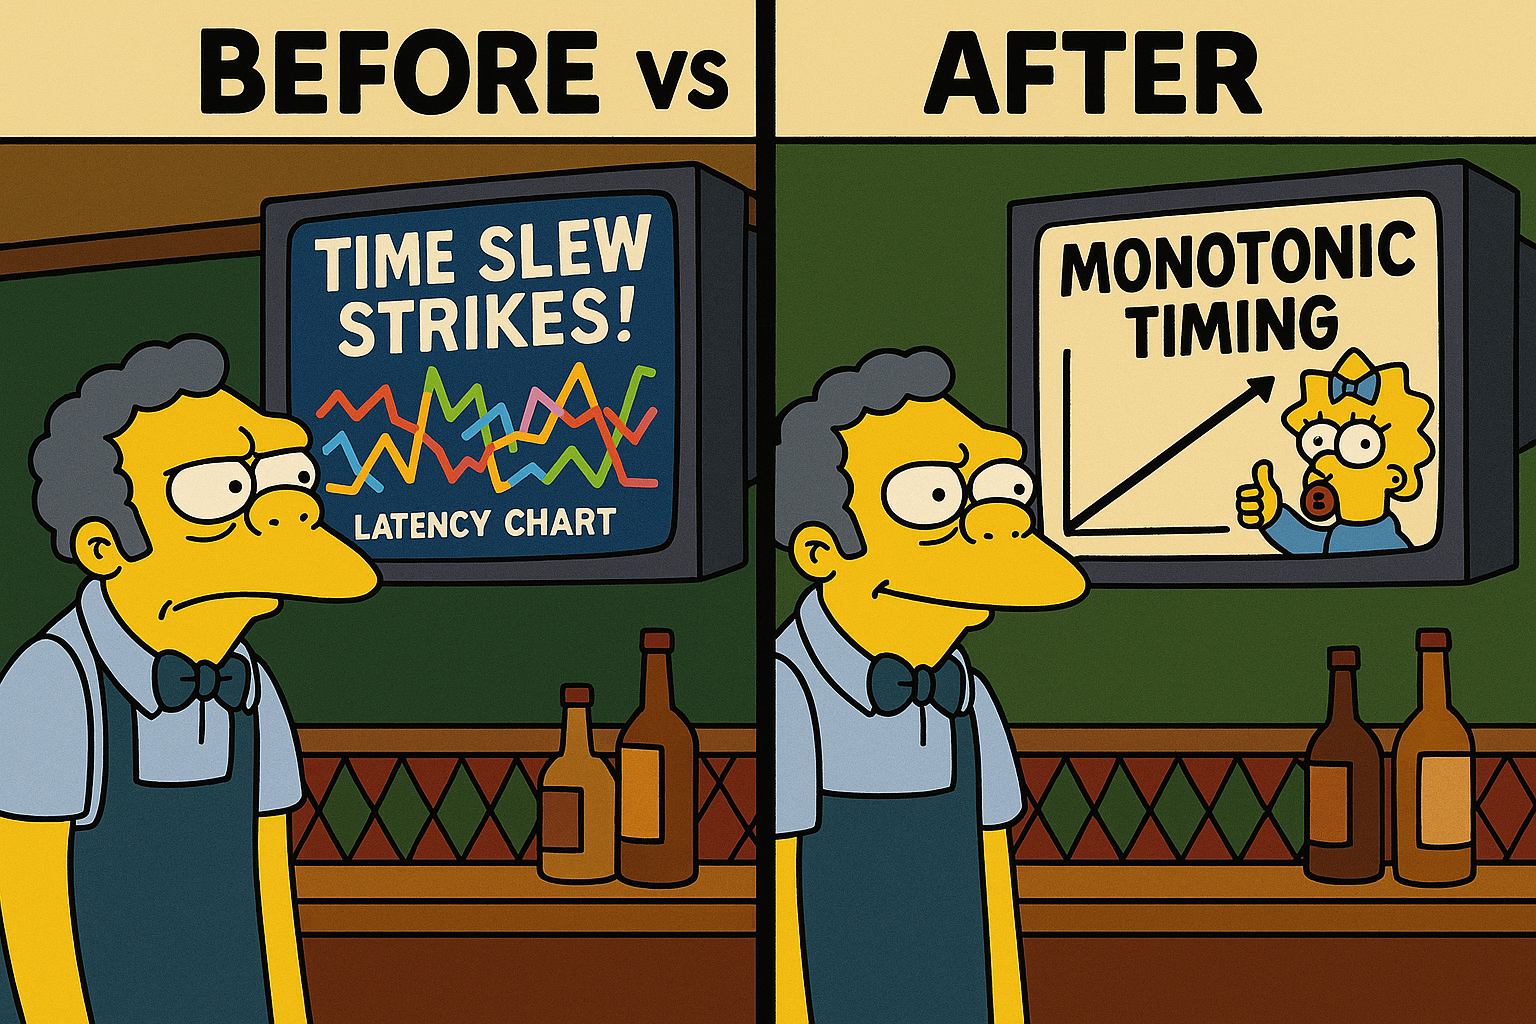 BEFORE VS AFTER
TIME SLEW
STRIKES!
LATENCY CHART
MONOTONIC
TIMING